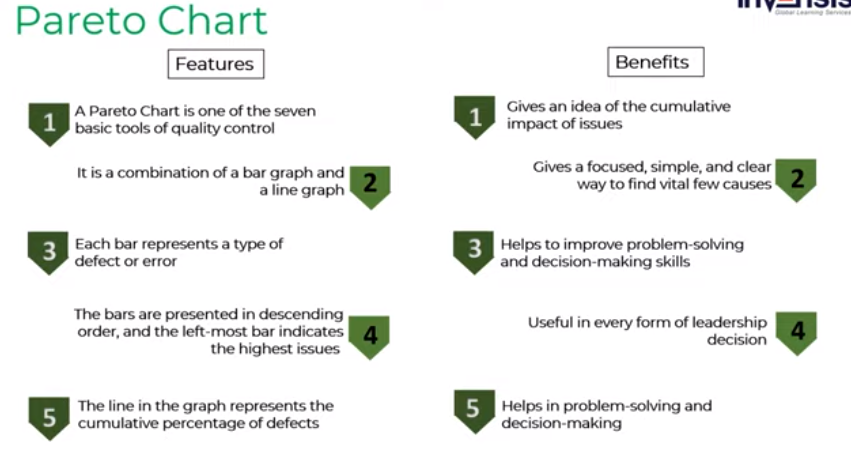 Pareto Chart
Invensis
Global Learning Services
Features
1
A Pareto Chart is one of the seven
basic tools of quality control
It is a combination of a bar graph and
a line graph
2
3
Each bar represents a type of
defect or error
The bars are presented in descending
order, and the left-most bar indicates
the highest issues
4
5
The line in the graph represents the
cumulative percentage of defects
Benefits
1
Gives an idea of the cumulative
impact of issues
Gives a focused, simple, and clear
way to find vital few causes
2
3
Helps to improve problem-solving
and decision-making skills
Useful in every form of leadership
decision
4
5
Helps in problem-solving and
decision-making